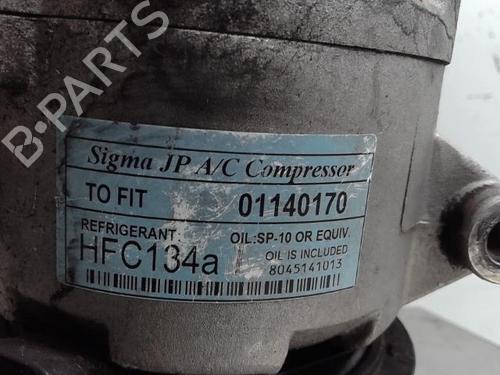 B-PARTS
Sigma JP A/C Compressor
TO FIT 01140170
REFRIGERANT OIL:SP-10 OR EQUIV.
HFC134a OIL IS INCLUDED
8045141013